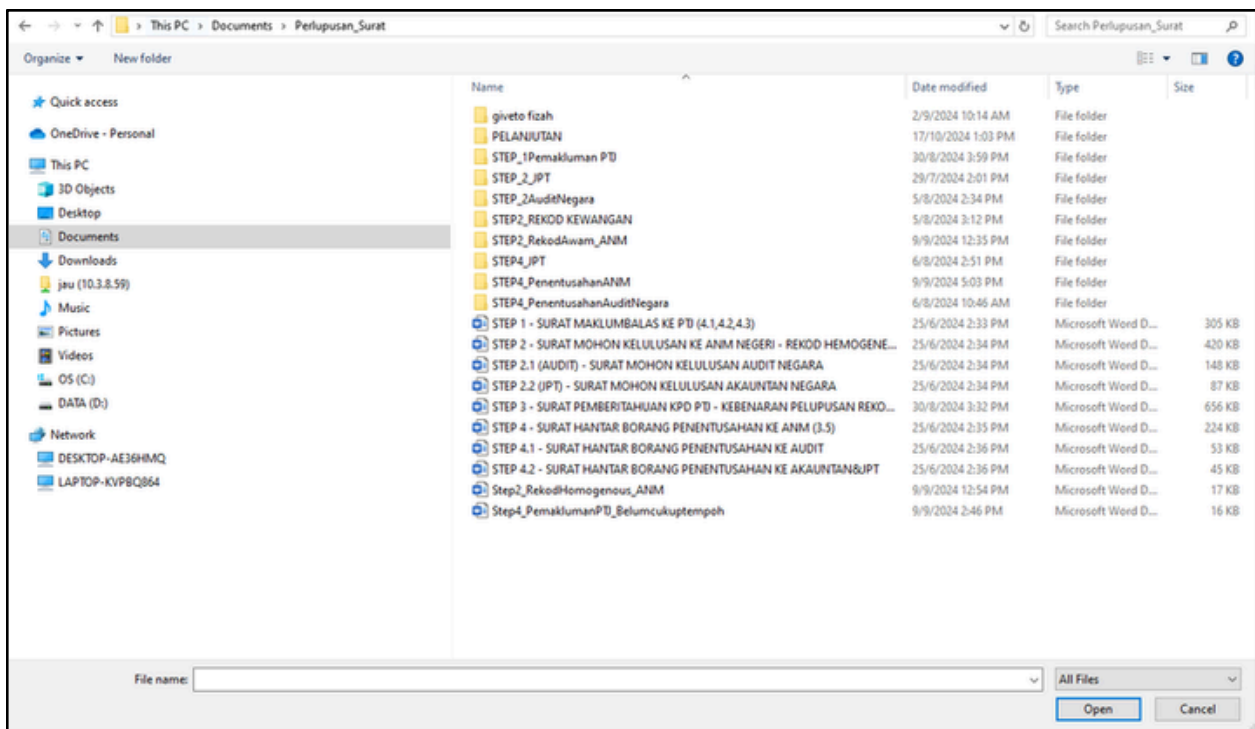 This PC > Documents > Perlupusan_Surat
Search Perlupusan_Surat
Organize
New folder
Quick access
OneDrive - Personal
This PC
3D Objects
Desktop
Documents
Downloads
jau (10.3.8.59)
Music
Pictures
Videos
OS (C:)
DATA (D:)
Network
DESKTOP-AE36HMQ
LAPTOP-KVPBQ864
Name Date modified Type Size
giveto fizah 2/9/2024 10:14 AM File folder
PELANJUTAN 17/10/2024 1:03 PM File folder
STEP_1Pemakluman PTJ 30/8/2024 3:59 PM File folder
STEP_2_JPT 29/7/2024 2:01 PM File folder
STEP_2AuditNegara 5/8/2024 2:34 PM File folder
STEP2_REKOD KEWANGAN 5/8/2024 3:12 PM File folder
STEP2_RekodAwam_ANM 9/9/2024 12:35 PM File folder
STEP4_JPT 6/8/2024 2:51 PM File folder
STEP4_PenentusahanANM 9/9/2024 5:03 PM File folder
STEP4_PenentusahanAuditNegara 6/8/2024 10:46 AM File folder
STEP 1 - SURAT MAKLUMBALAS KE PTJ (4.1,4.2,4.3) 25/6/2024 2:33 PM Microsoft Word D... 305 KB
STEP 2 - SURAT MOHON KELULUSAN KE ANM NEGERI - REKOD HEMOGENE... 25/6/2024 2:34 PM Microsoft Word D... 420 KB
STEP 2.1 (AUDIT) - SURAT MOHON KELULUSAN AUDIT NEGARA 25/6/2024 2:34 PM Microsoft Word D... 148 KB
STEP 2.2 (JPT) - SURAT MOHON KELULUSAN AKAUNTAN NEGARA 25/6/2024 2:34 PM Microsoft Word D... 87 KB
STEP 3 - SURAT PEMBERITAHUAN KPD PTJ - KEBENARAN PELUPUSAN REKO... 30/8/2024 3:32 PM Microsoft Word D... 656 KB
STEP 4 - SURAT HANTAR BORANG PENENTUSAHAN KE ANM (3.5) 25/6/2024 2:35 PM Microsoft Word D... 224 KB
STEP 4.1 - SURAT HANTAR BORANG PENENTUSAHAN KE AUDIT 25/6/2024 2:36 PM Microsoft Word D... 53 KB
STEP 4.2 - SURAT HANTAR BORANG PENENTUSAHAN KE AKAUNTAN&JPT 25/6/2024 2:36 PM Microsoft Word D... 45 KB
Step2_RekodHomogenous_ANM 9/9/2024 12:54 PM Microsoft Word D... 17 KB
Step4_PemaklumanPTJ_Belumcukuptempoh 9/9/2024 2:46 PM Microsoft Word D... 16 KB
File name:
All Files
Open
Cancel